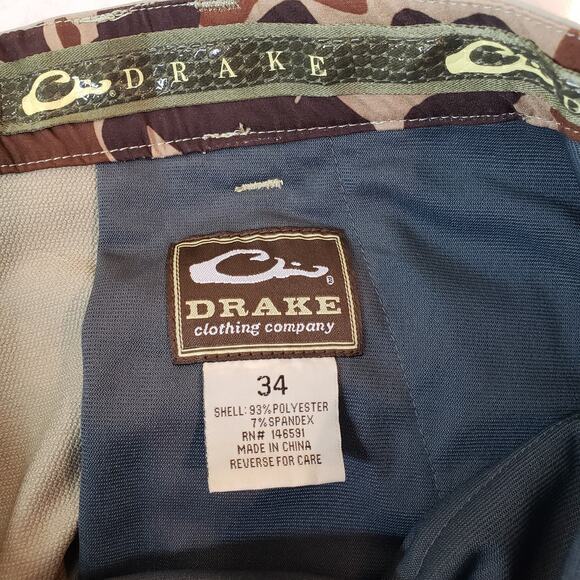 DRAKE
®
DRAKE
clothing company
34
SHELL: 93% POLYESTER
7% SPANDEX
RN# 146591
MADE IN CHINA
REVERSE FOR CARE